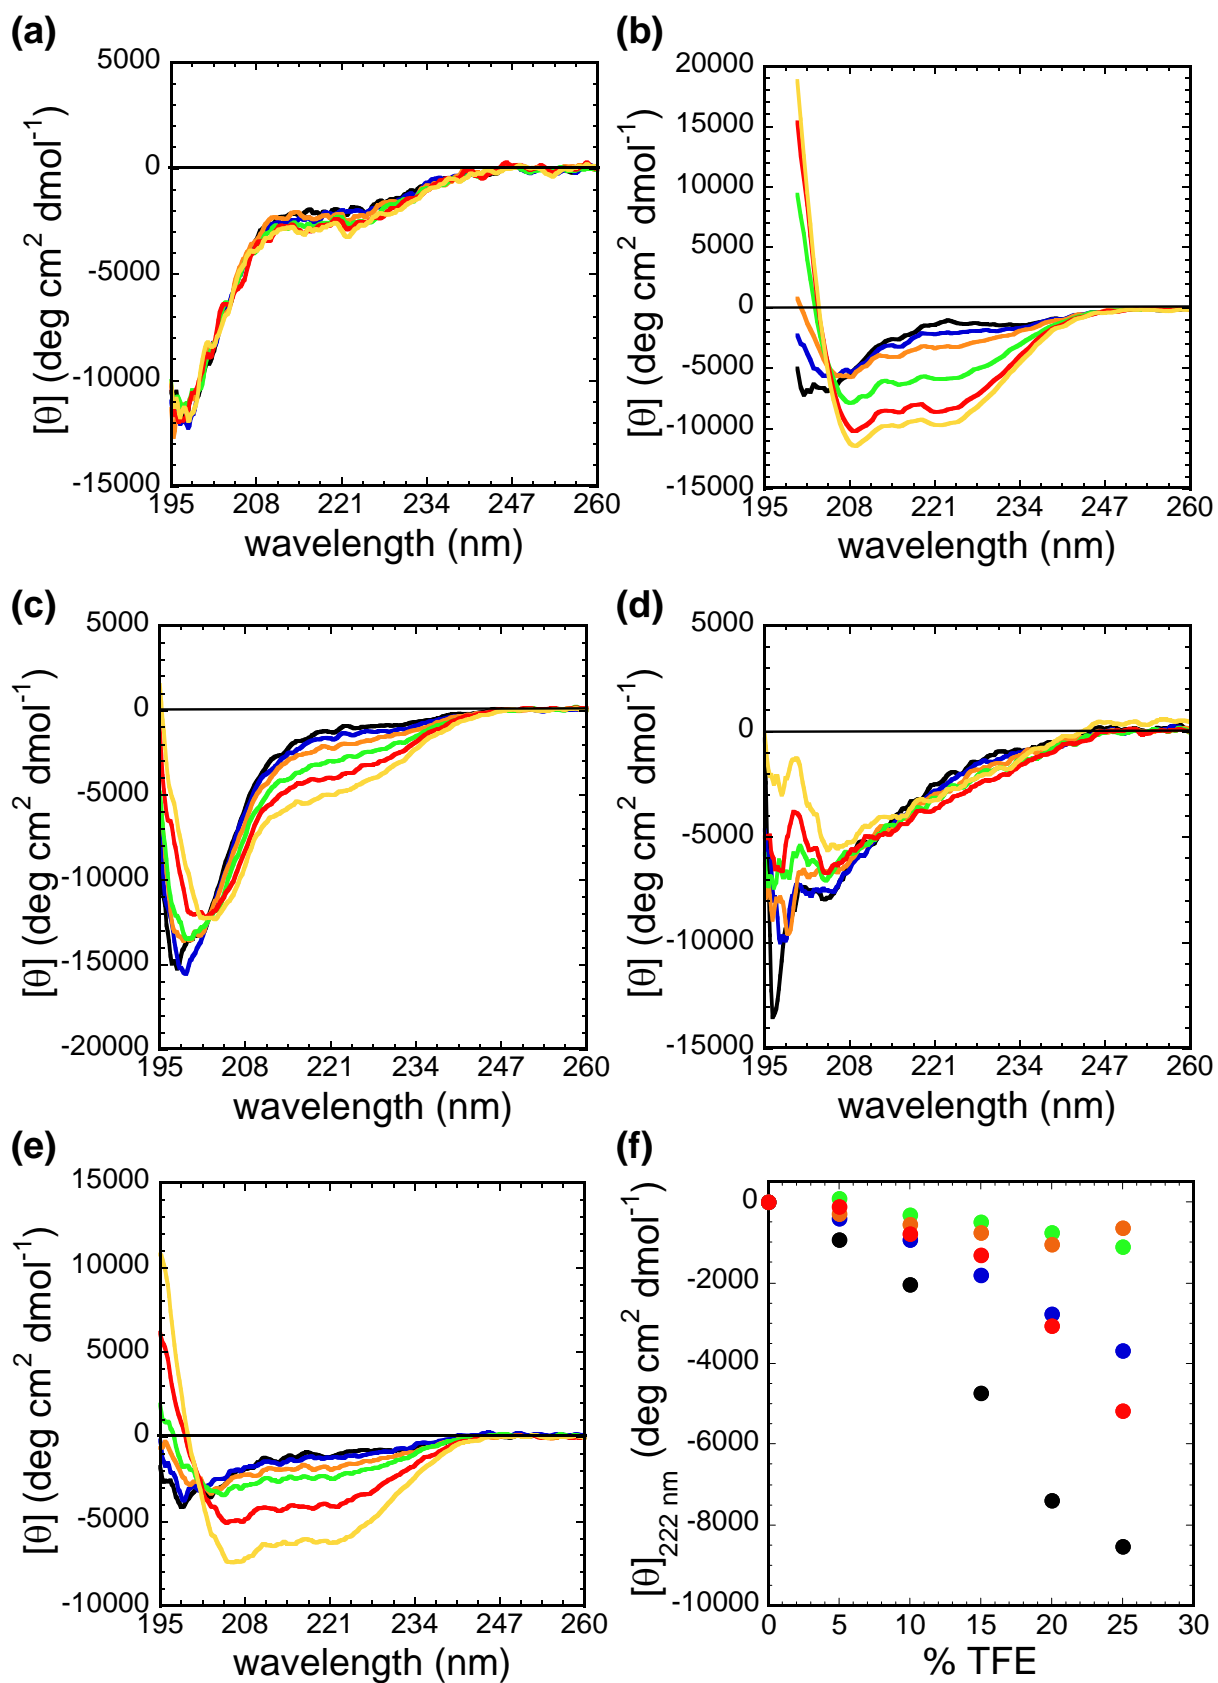 (a)
5000
0
-5000
-10000
-15000
195 208 221 234 247 260
wavelength (nm)
[θ] (deg cm² dmol⁻¹)
(b)
20000
15000
10000
5000
0
-5000
-10000
-15000
195 208 221 234 247 260
wavelength (nm)
[θ] (deg cm² dmol⁻¹)
(c)
5000
0
-5000
-10000
-15000
-20000
195 208 221 234 247 260
wavelength (nm)
[θ] (deg cm² dmol⁻¹)
(d)
5000
0
-5000
-10000
-15000
195 208 221 234 247 260
wavelength (nm)
[θ] (deg cm² dmol⁻¹)
(e)
15000
10000
5000
0
-5000
-10000
195 208 221 234 247 260
wavelength (nm)
[θ] (deg cm² dmol⁻¹)
(f)
0
-2000
-4000
-6000
-8000
-10000
0 5 10 15 20 25 30
% TFE
[θ]₂₂₂ ₙₘ (deg cm² dmol⁻¹)